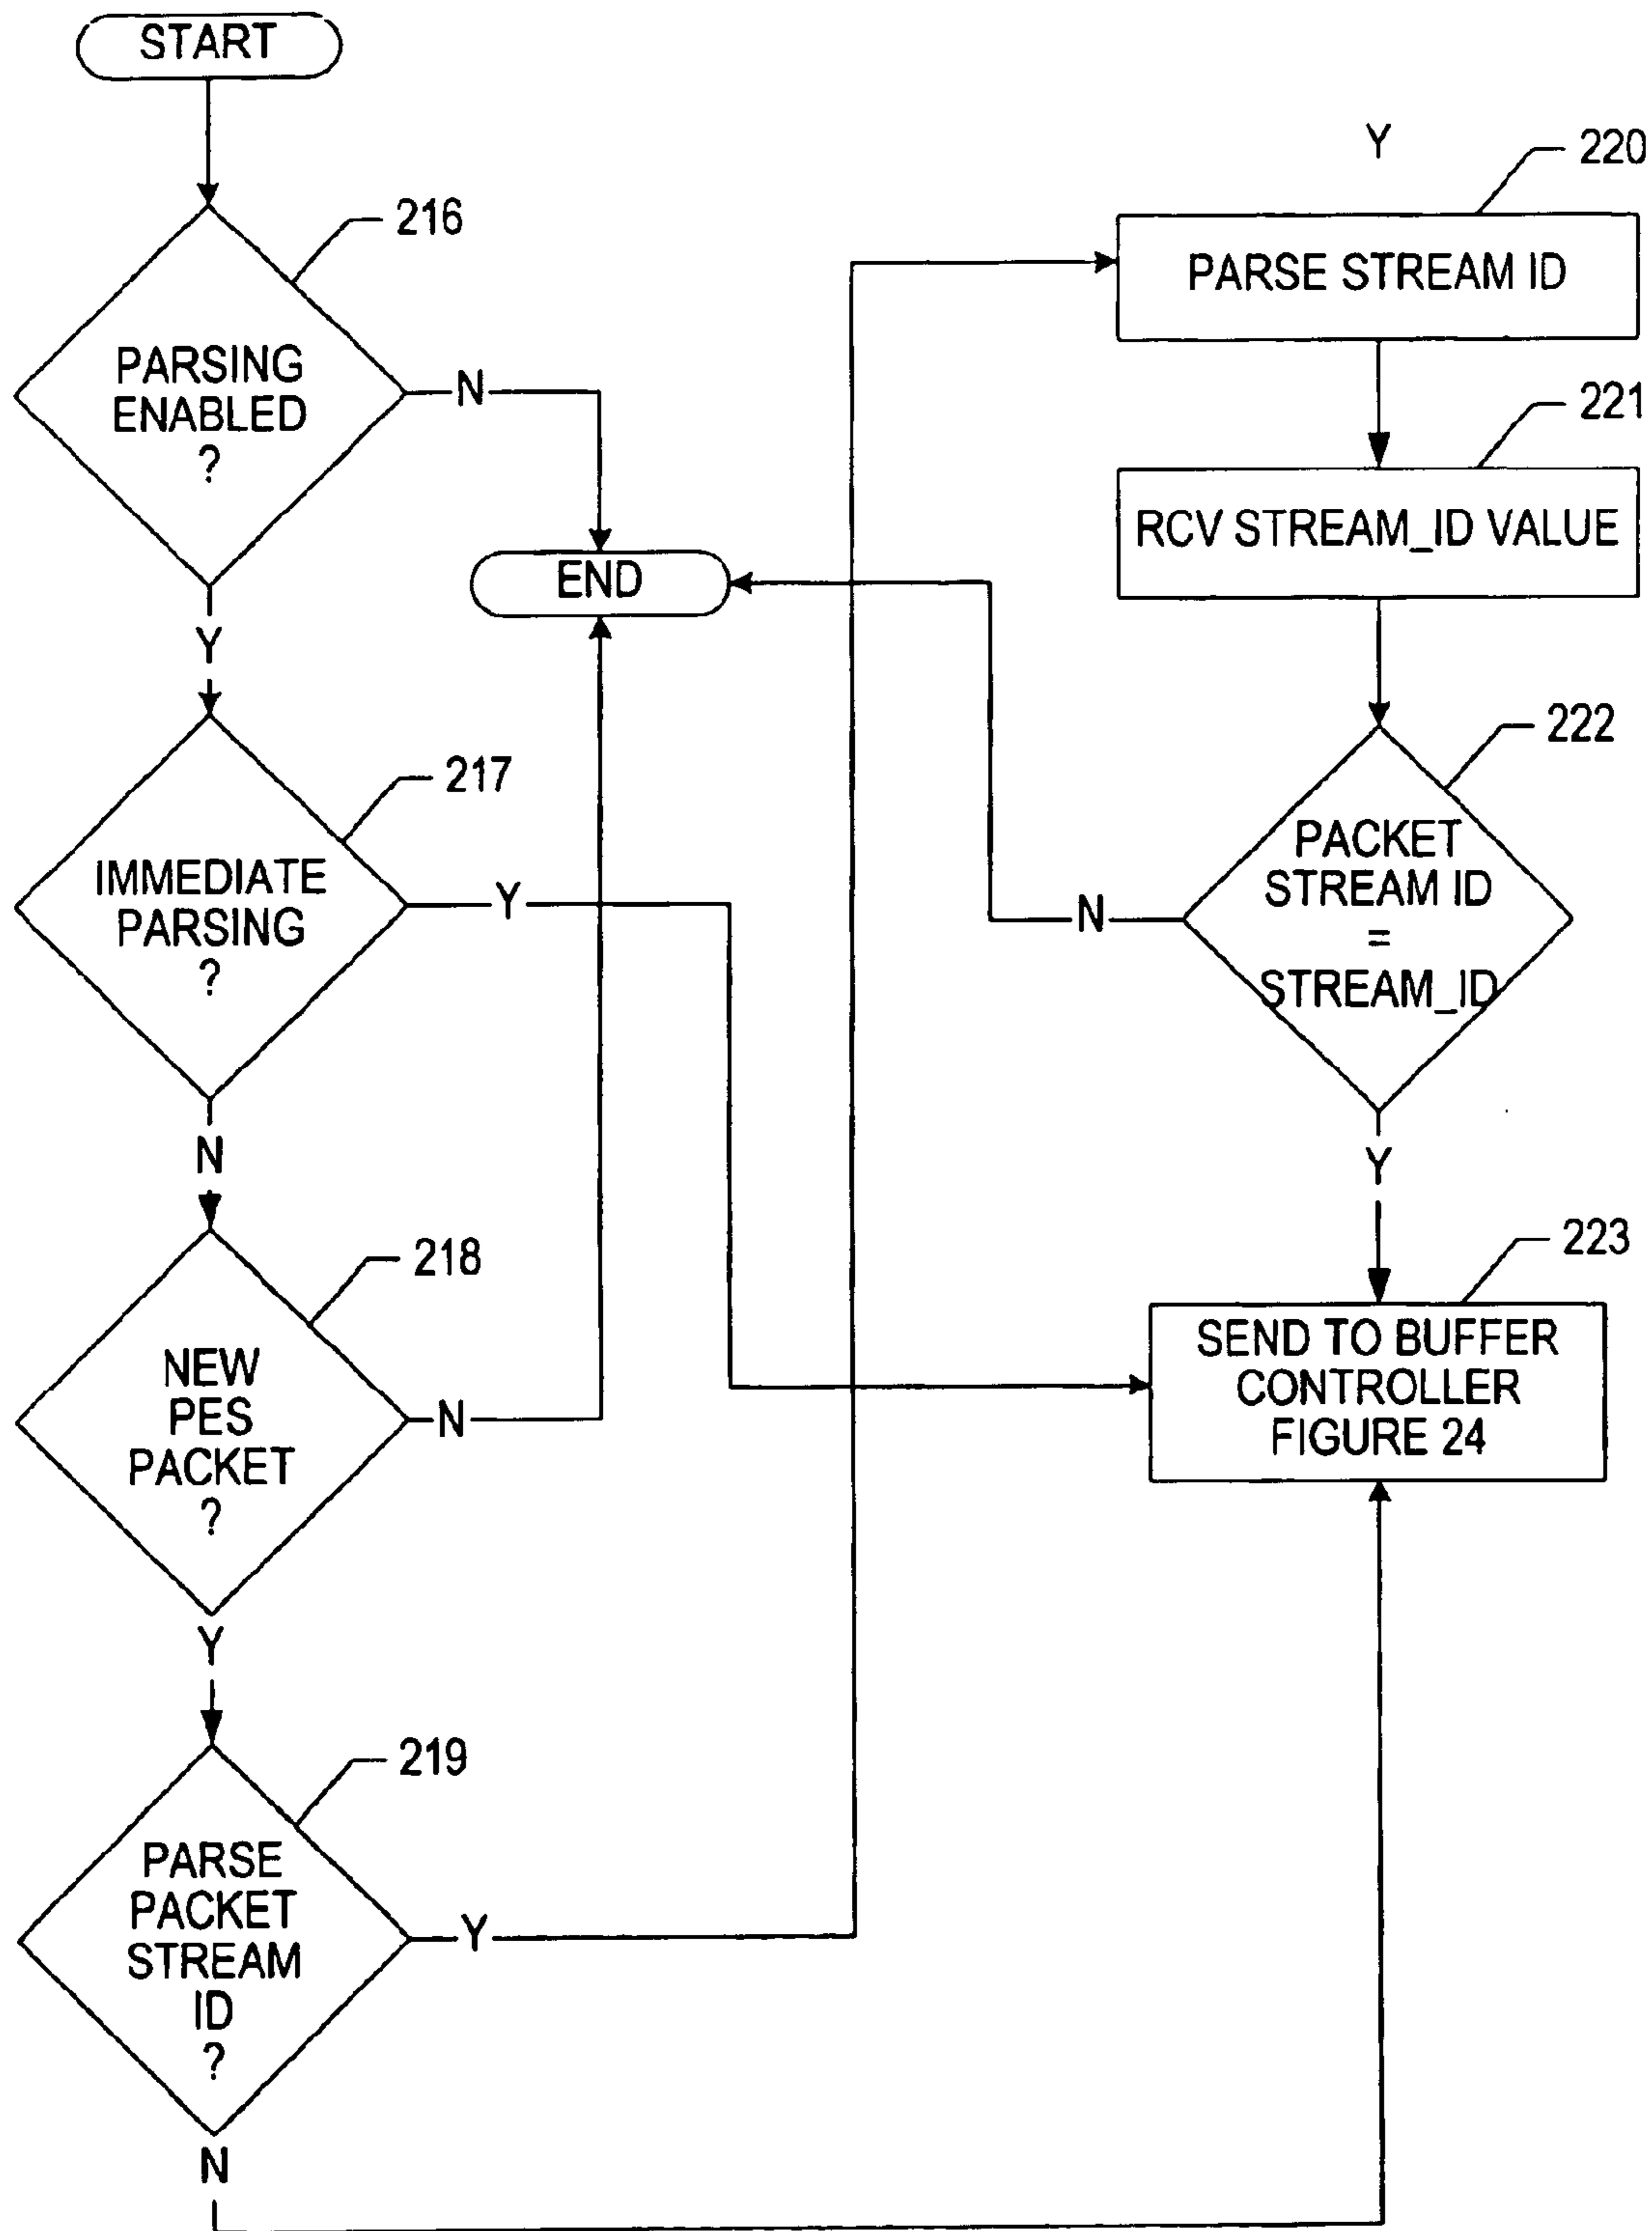 START
216
PARSING
ENABLED
?
N
Y
END
217
IMMEDIATE
PARSING
?
Y
N
218
NEW
PES
PACKET
?
N
Y
219
PARSE
PACKET
STREAM
ID
?
Y
N
Y
220
PARSE STREAM ID
221
RCV STREAM_ID VALUE
222
PACKET
STREAM ID
=
STREAM_ID
N
Y
223
SEND TO BUFFER
CONTROLLER
FIGURE 24